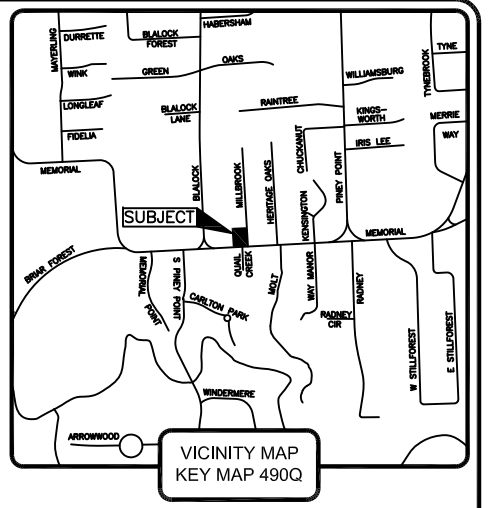 HABERSHAM
DURRETTE
BLALOCK
FOREST
MAYERLING
TYNE
TYNEBROOK
WINK
GREEN
OAKS
WILLIAMSBURG
LONGLEAF
BLALOCK
LANE
RAINTREE
KINGS-
WORTH
MERRIE
WAY
FIDELIA
CHUCKANUT
IRIS LEE
MEMORIAL
BLALOCK
MILLBROOK
HERITAGE OAKS
KENSINGTON
PINEY POINT
SUBJECT
MEMORIAL
BRIAR FOREST
QUAIL
CREEK
MEMORIAL
POINT
S PINEY POINT
MOLT
WAY MANOR
RADNEY
CARLTON PARK
RADNEY
CIR
W STILLFOREST
E STILLFOREST
WINDERMERE
ARROWWOOD
VICINITY MAP
KEY MAP 490Q